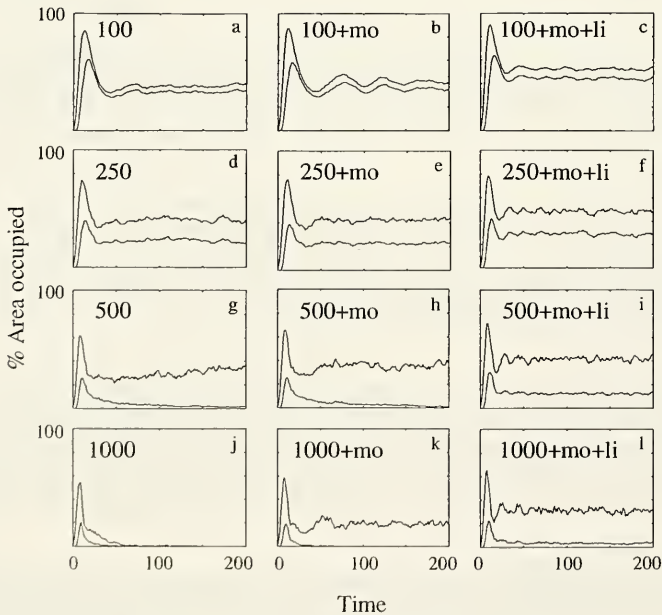 100
100 a
100+mo b
100+mo+li c
100
250 d
250+mo e
250+mo+li f
% Area occupied
100
500 g
500+mo h
500+mo+li i
100
1000 j
1000+mo k
1000+mo+li l
0 100 200
0 100 200
0 100 200
Time